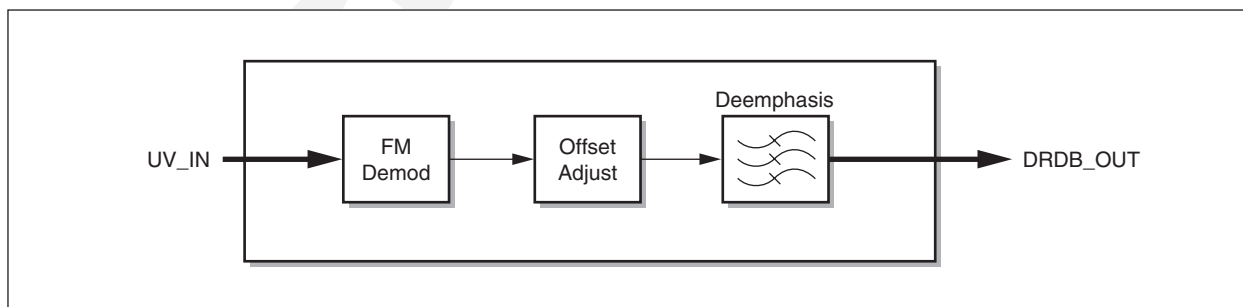 Deemphasis
UV_IN
FM
Demod
Offset
Adjust
DRDB_OUT